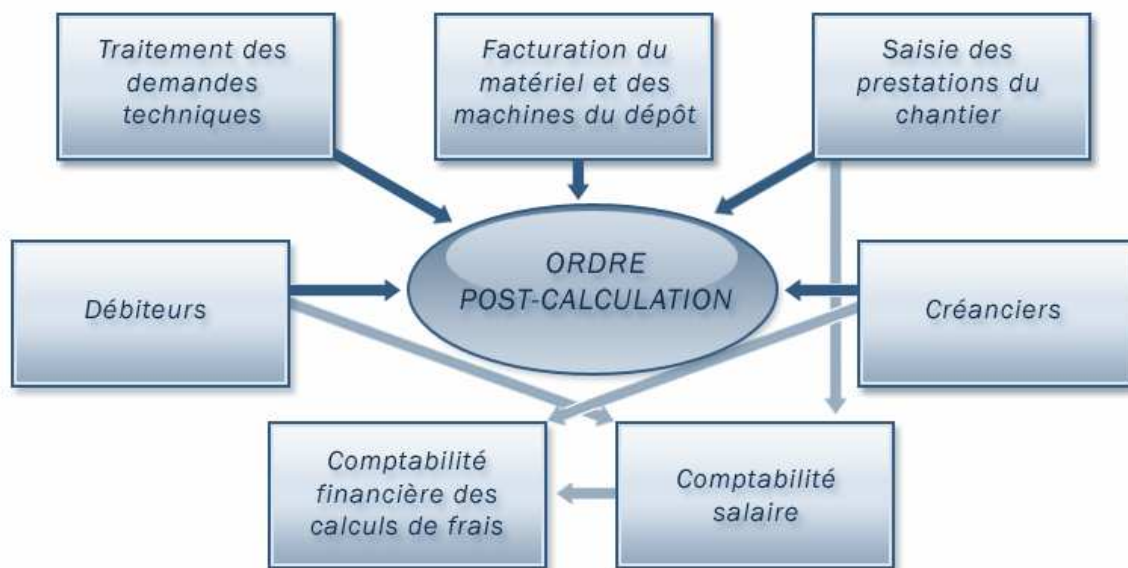 Traitement des
demandes
techniques
Facturation du
matériel et des
machines du dépôt
Saisie des
prestations du
chantier
Débiteurs
ORDRE
POST-CALCULATION
Créanciers
Comptabilité
financière des
calculs de frais
Comptabilité
salaire